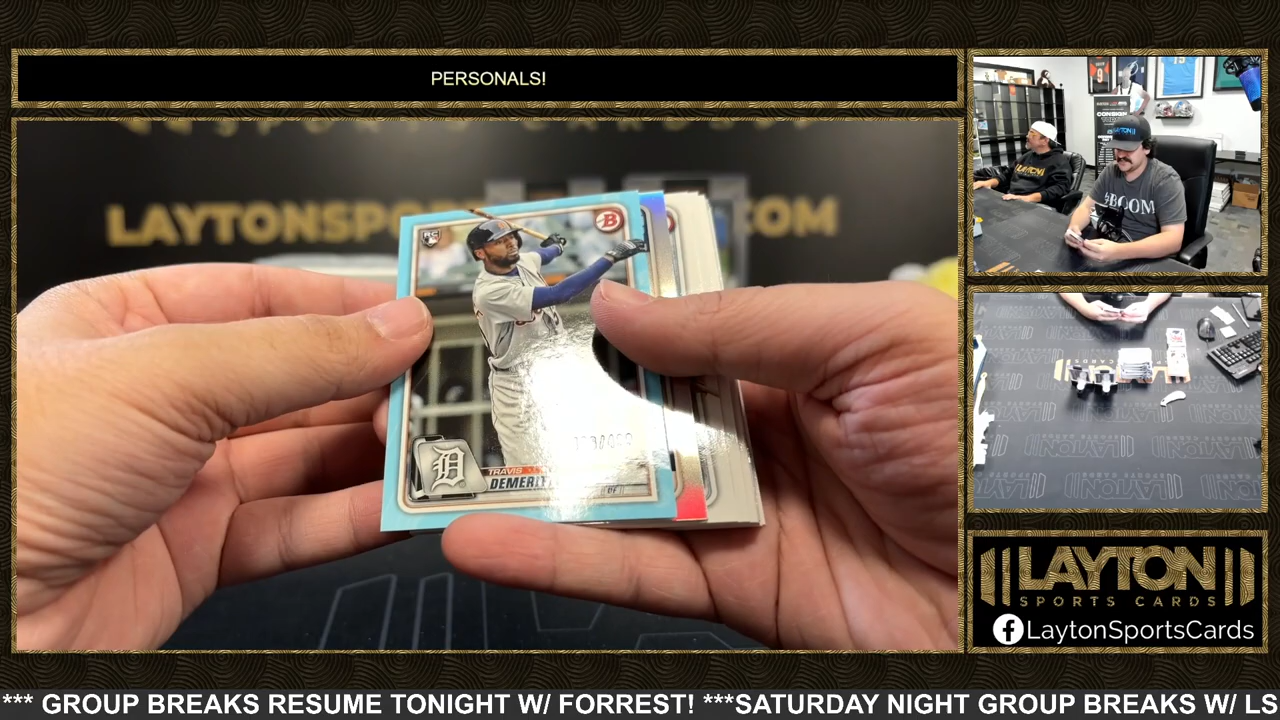 PERSONALS!
LAYTONSPO
COM
RC
B
D
TRAVIS
DEMERIT
OF
BOOM
LAYTON
SPORTS CARDS
LaytonSportsCards
*** GROUP BREAKS RESUME TONIGHT W/ FORREST! ***SATURDAY NIGHT GROUP BREAKS W/ LS